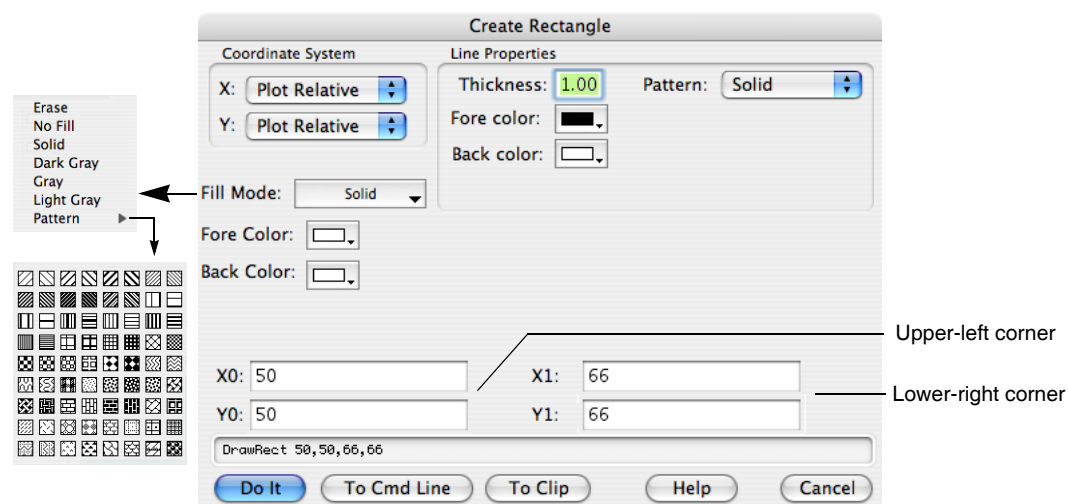 Create Rectangle
Coordinate System
Line Properties
X: Plot Relative
Thickness: 1.00
Pattern: Solid
Y: Plot Relative
Fore color:
Back color:
Erase
No Fill
Solid
Dark Gray
Gray
Light Gray
Pattern
Fill Mode: Solid
Fore Color:
Back Color:
Upper-left corner
X0: 50
X1: 66
Lower-right corner
Y0: 50
Y1: 66
DrawRect 50,50,66,66
Do It
To Cmd Line
To Clip
Help
Cancel